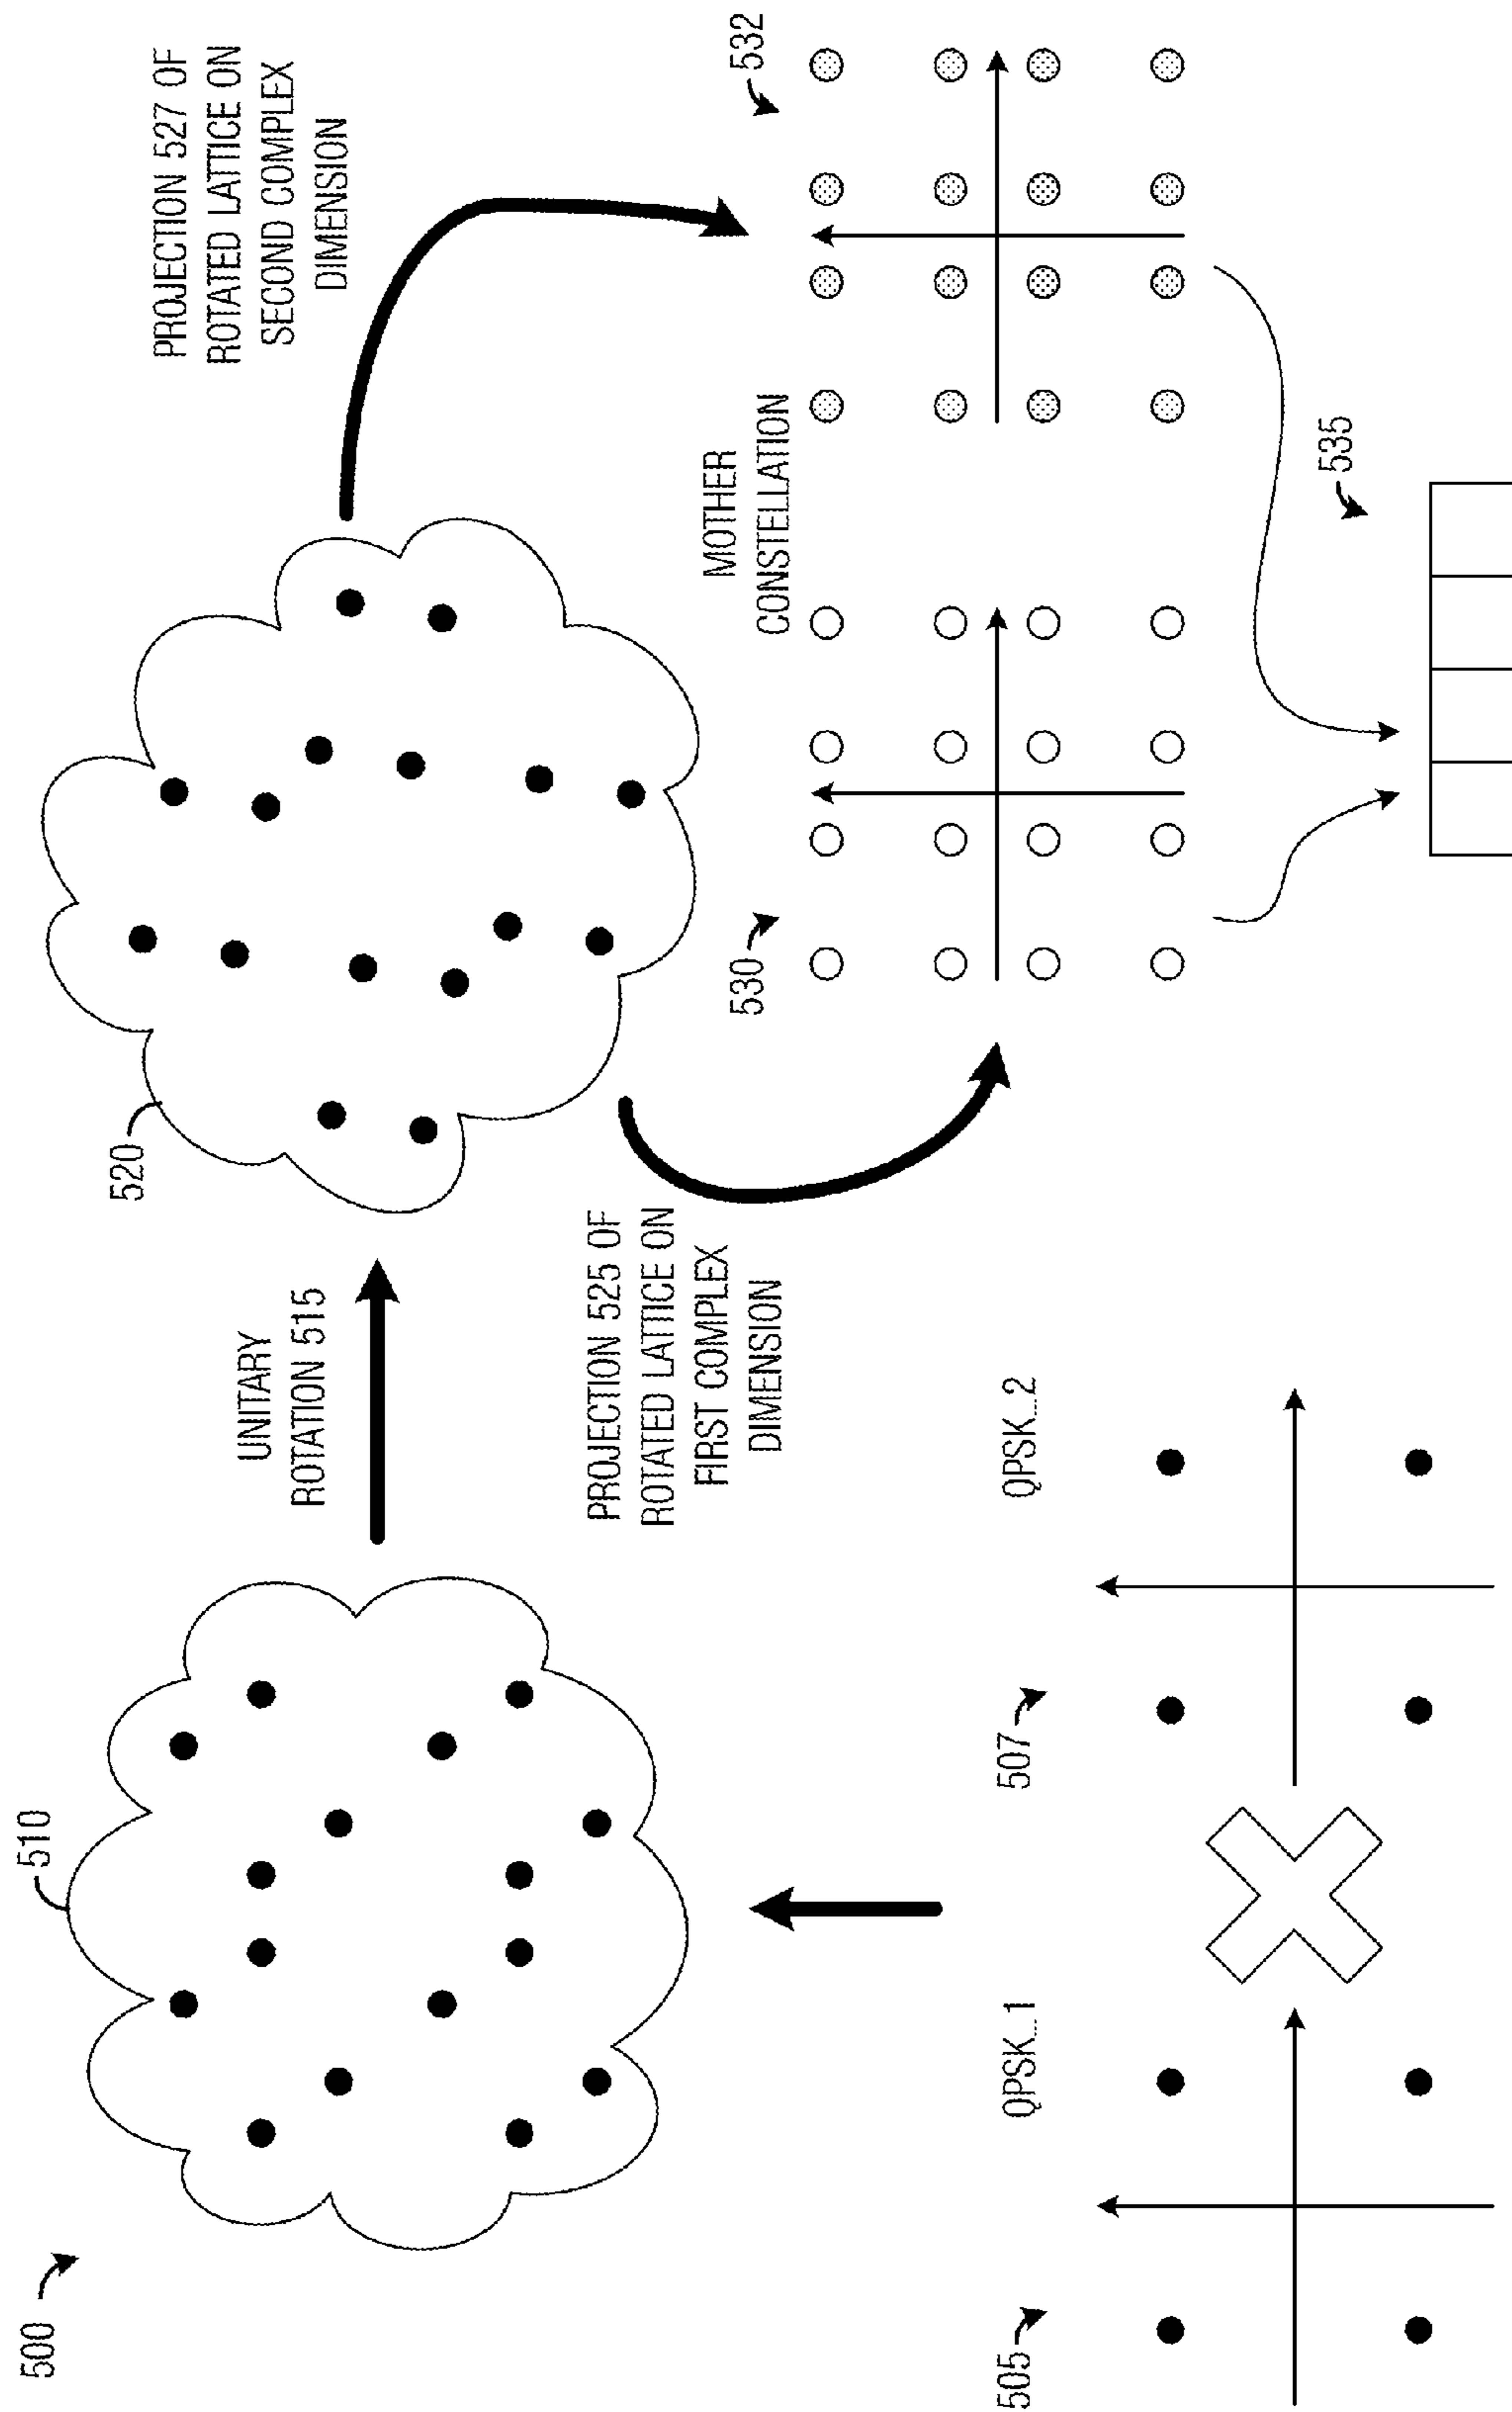 500
510
UNITARY
ROTATION 515
520
PROJECTION 527 OF
ROTATED LATTICE ON
SECOND COMPLEX
DIMENSION
PROJECTION 525 OF
ROTATED LATTICE ON
FIRST COMPLEX
DIMENSION
MOTHER
CONSTELLATION
530
532
505
QPSK_1
507
QPSK_2
535